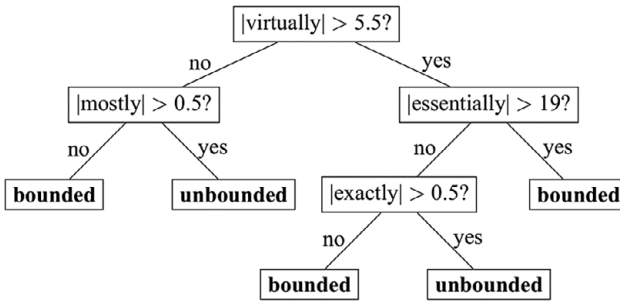 |virtually| > 5.5?
no
yes
|mostly| > 0.5?
|essentially| > 19?
no
yes
no
yes
bounded
unbounded
|exactly| > 0.5?
bounded
no
yes
bounded
unbounded